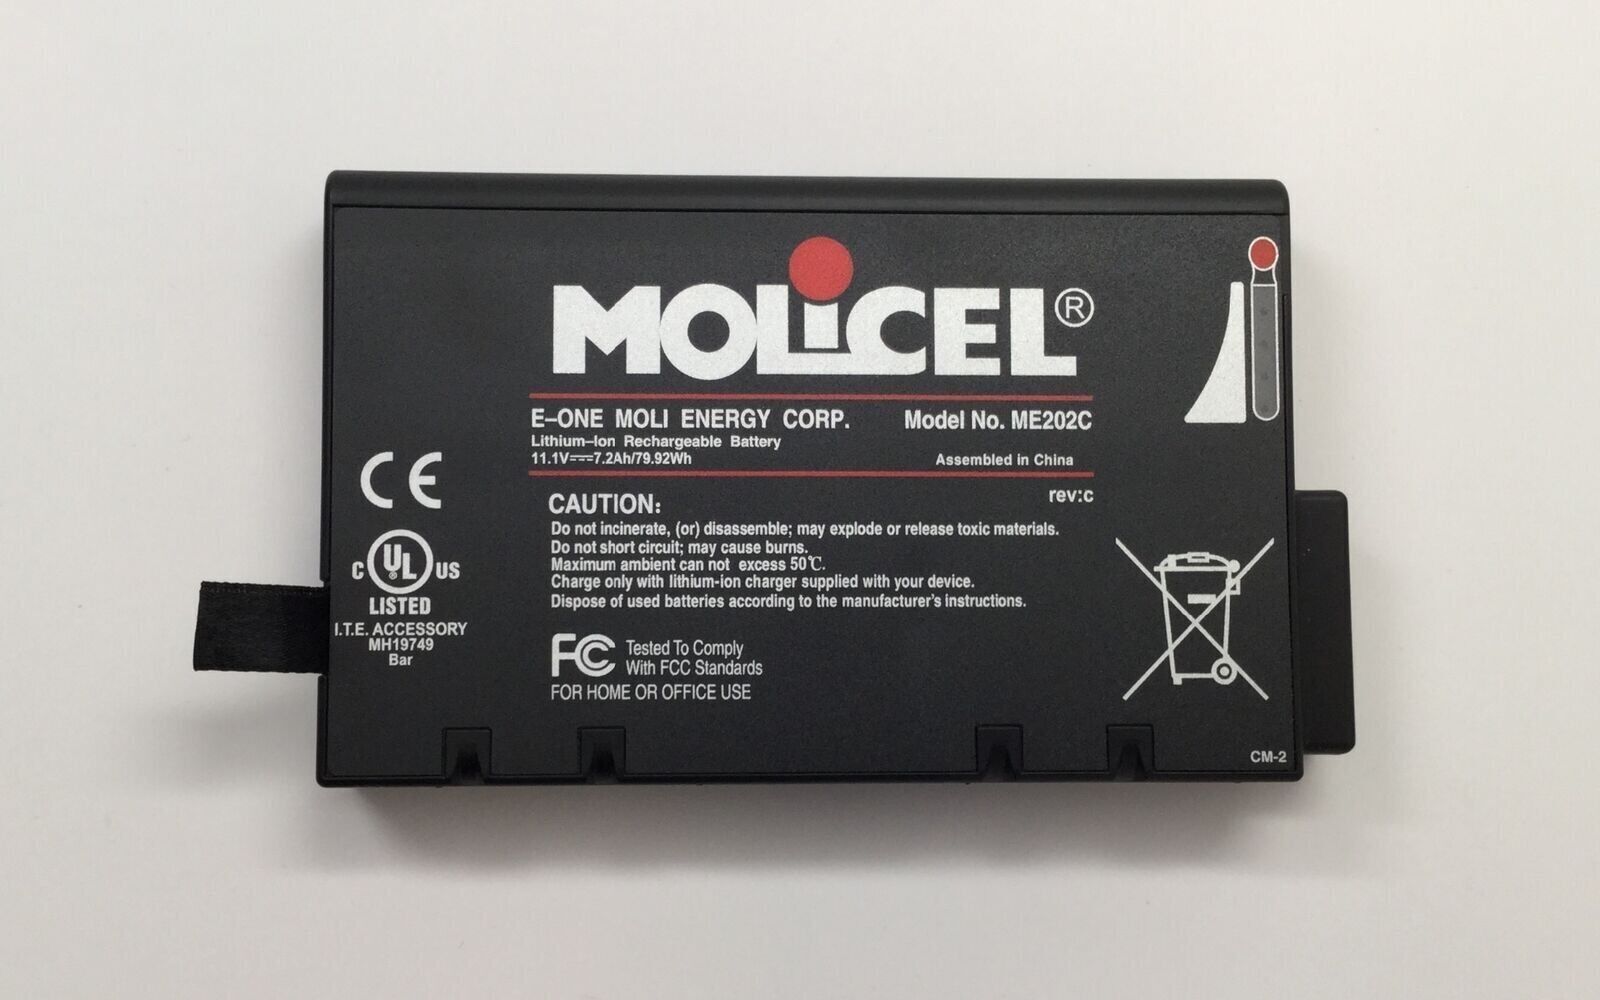 MOLiCEL®
E-ONE MOLI ENERGY CORP. Model No. ME202C
Lithium-Ion Rechargeable Battery
11.1V⎓7.2Ah/79.92Wh Assembled in China
rev:c
CE
C UL® US
LISTED
I.T.E. ACCESSORY
MH19749
Bar
CAUTION:
Do not incinerate, (or) disassemble; may explode or release toxic materials.
Do not short circuit; may cause burns.
Maximum ambient can not excess 50℃.
Charge only with lithium-ion charger supplied with your device.
Dispose of used batteries according to the manufacturer's instructions.
FC Tested To Comply
With FCC Standards
FOR HOME OR OFFICE USE
CM-2